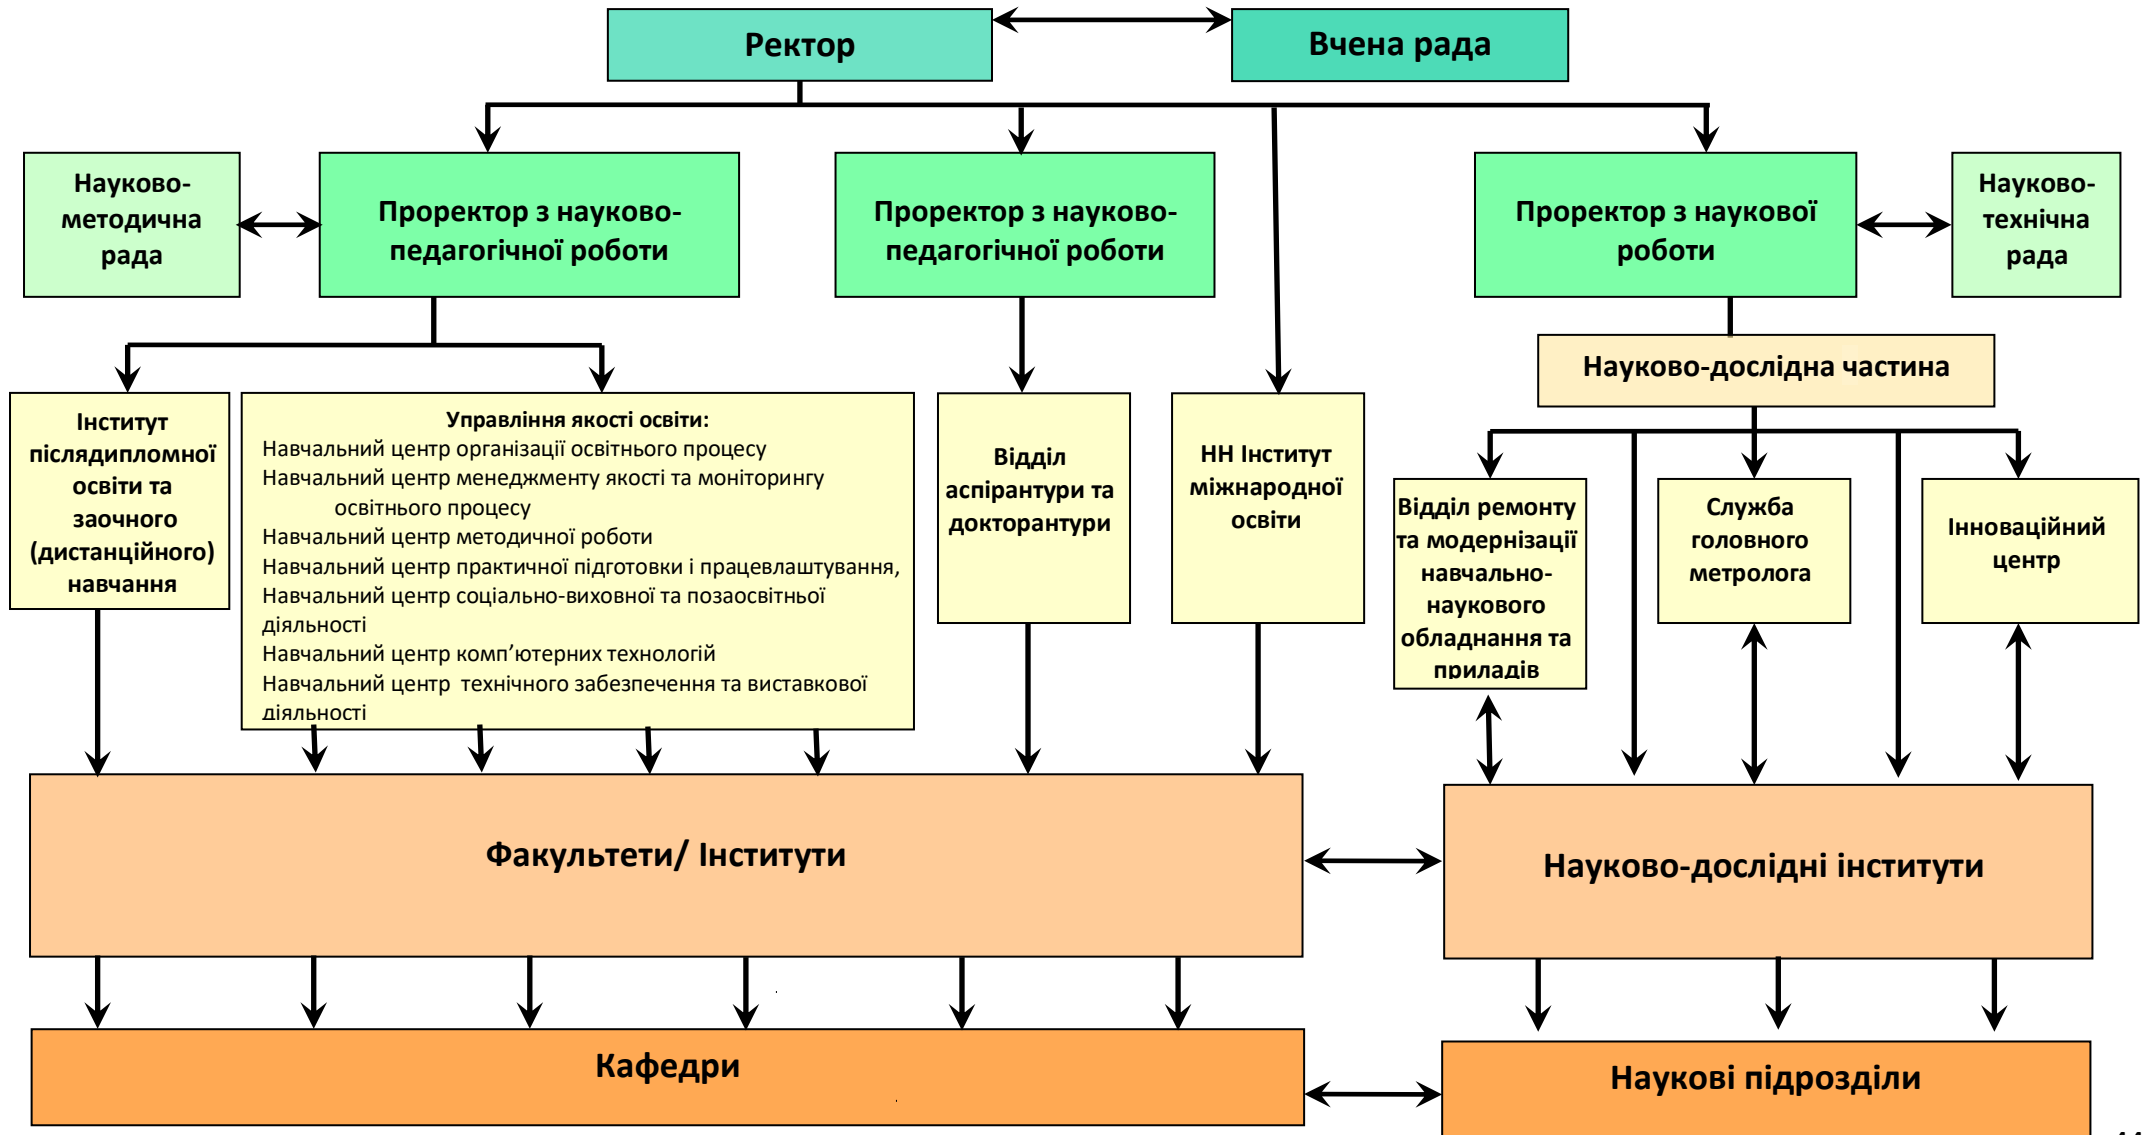 Ректор
Вчена рада
Науково-
методична
рада
Проректор з науково-
педагогічної роботи
Проректор з науково-
педагогічної роботи
Проректор з наукової
роботи
Науково-
технічна
рада
Науково-дослідна частина
Інститут
післядипломної
освіти та
заочного
(дистанційного)
навчання
Управління якості освіти:
Навчальний центр організації освітнього процесу
Навчальний центр менеджменту якості та моніторингу
освітнього процесу
Навчальний центр методичної роботи
Навчальний центр практичної підготовки і працевлаштування,
Навчальний центр соціально-виховної та позаосвітньої
діяльності
Навчальний центр комп’ютерних технологій
Навчальний центр  технічного забезпечення та виставкової
діяльності
Відділ
аспірантури та
докторантури
НН Інститут
міжнародної
освіти
Відділ ремонту
та модернізації
навчально-
наукового
обладнання та
приладів
Служба
головного
метролога
Інноваційний
центр
Факультети/ Інститути
Науково-дослідні інститути
Кафедри
Наукові підрозділи